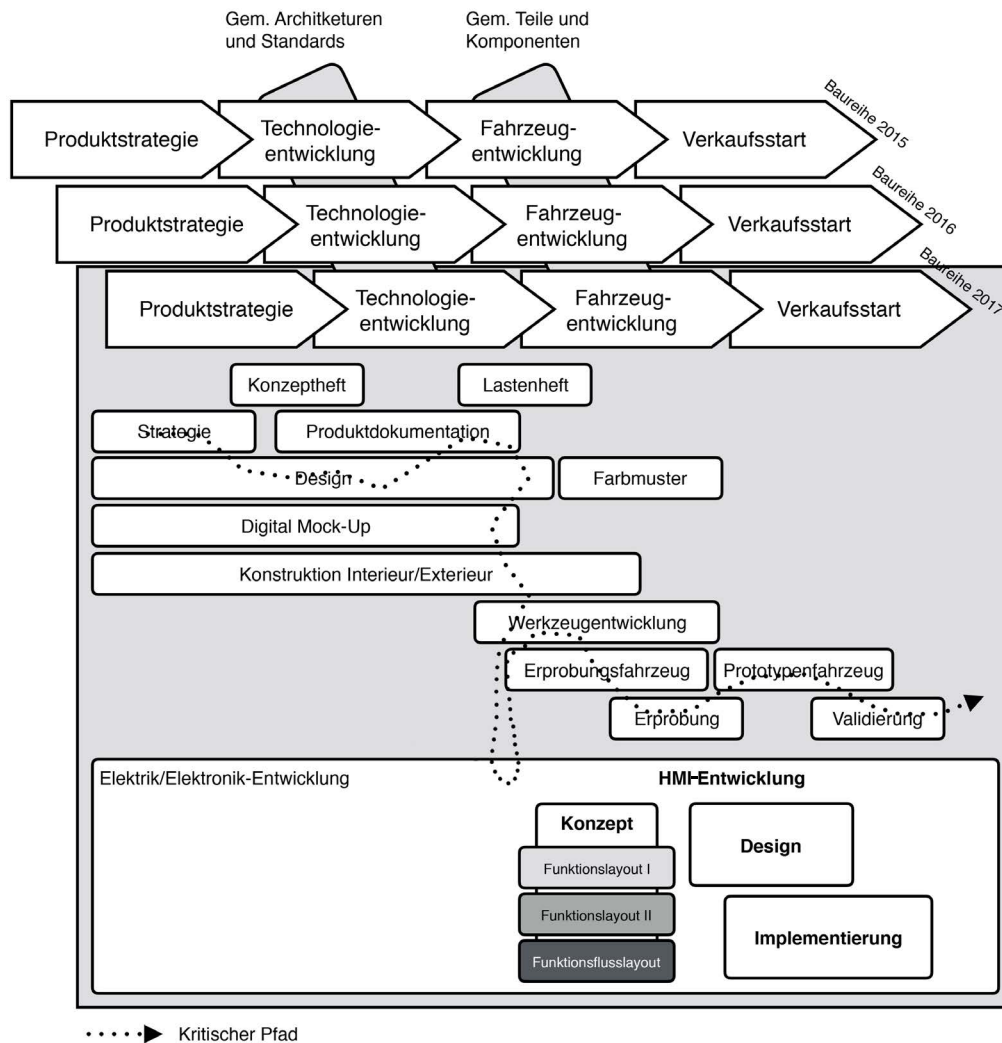 Gem. Architketuren
und Standards
Gem. Teile und
Komponenten
Produktstrategie
Technologie-
entwicklung
Fahrzeug-
entwicklung
Verkaufsstart
Baureihe 2015
Produktstrategie
Technologie-
entwicklung
Fahrzeug-
entwicklung
Verkaufsstart
Baureihe 2016
Produktstrategie
Technologie-
entwicklung
Fahrzeug-
entwicklung
Verkaufsstart
Baureihe 2017
Konzeptheft
Lastenheft
Strategie
Produktdokumentation
Design
Farbmuster
Digital Mock-Up
Konstruktion Interieur/Exterieur
Werkzeugentwicklung
Erprobungsfahrzeug
Prototypenfahrzeug
Erprobung
Validierung
Elektrik/Elektronik-Entwicklung
HMI-Entwicklung
Konzept
Design
Funktionslayout I
Funktionslayout II
Implementierung
Funktionsflusslayout
Kritischer Pfad